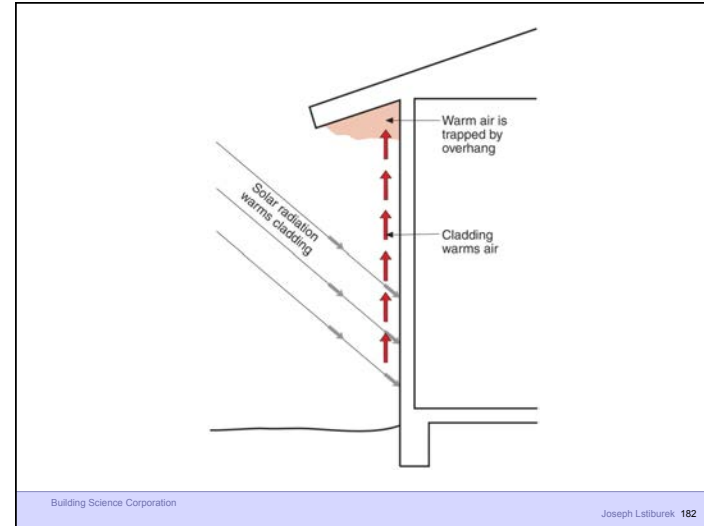 Warm air is
trapped by
overhang
Solar radiation
warms cladding
Cladding
warms air
Building Science Corporation
Joseph Lstiburek 182